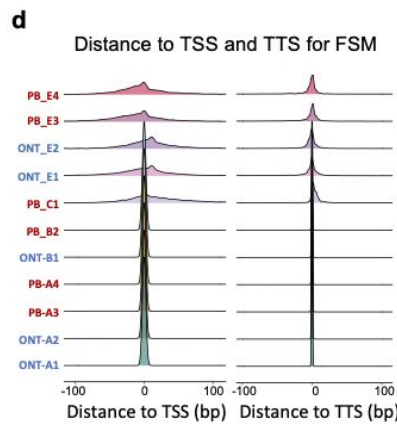 d
Distance to TSS and TTS for FSM
PB_E4
PB_E3
ONT_E2
ONT_E1
PB_C1
PB_B2
ONT-B1
PB-A4
PB-A3
ONT-A2
ONT-A1
-100 0 100 -100 0 100
Distance to TSS (bp) Distance to TTS (bp)